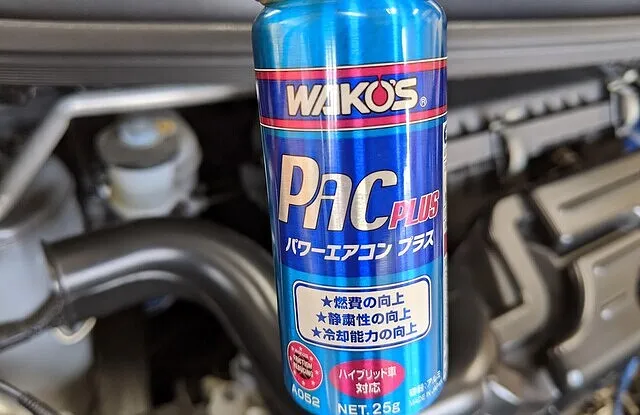 WAKO'S®
PAC PLUS
パワーエアコン プラス
★燃費の向上
★静粛性の向上
★冷却能力の向上
ハイブリッド車
対応
A052
NET. 25g
MADE IN